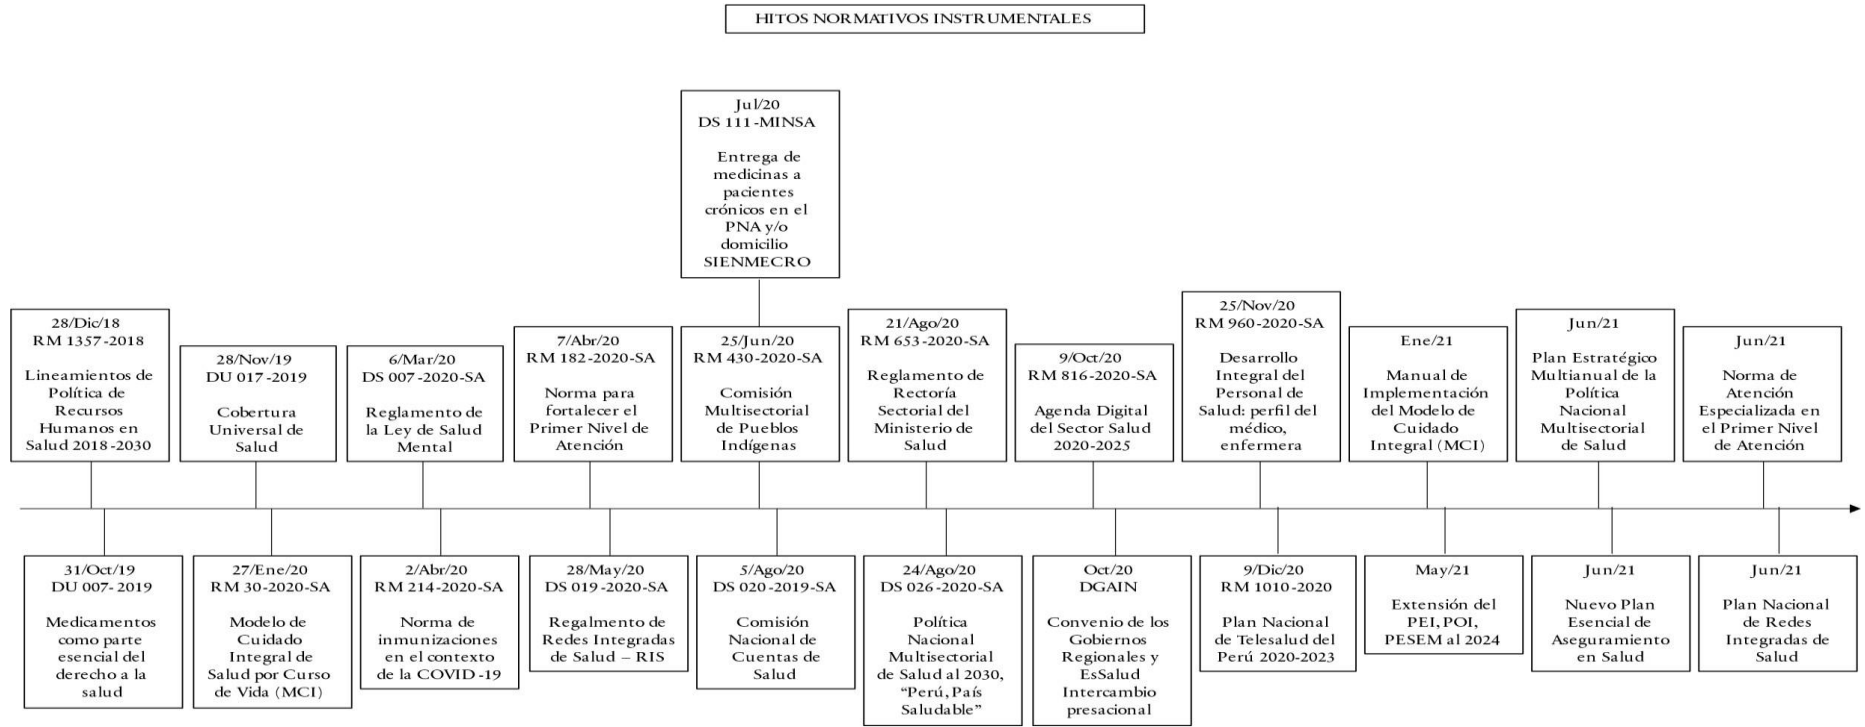 HITOS NORMATIVOS INSTRUMENTALES
Jul/20
DS 111-MINSA
Entrega de
medicinas a
pacientes
crónicos en el
PNA y/o
domicilio
SIENMECRO
28/Dic/18
RM 1357-2018
Lineamientos de
Política de
Recursos
Humanos en
Salud 2018-2030
28/Nov/19
DU 017-2019
Cobertura
Universal de
Salud
6/Mar/20
DS 007-2020-SA
Reglamento de
la Ley de Salud
Mental
7/Abr/20
RM 182-2020-SA
Norma para
fortalecer el
Primer Nivel de
Atención
25/Jun/20
RM 430-2020-SA
Comisión
Multisectorial
de Pueblos
Indígenas
21/Ago/20
RM 653-2020-SA
Reglamento de
Rectoría
Sectorial del
Ministerio de
Salud
9/Oct/20
RM 816-2020-SA
Agenda Digital
del Sector Salud
2020-2025
25/Nov/20
RM 960-2020-SA
Desarrollo
Integral del
Personal de
Salud: perfil del
médico,
enfermera
Ene/21
Manual de
Implementación
del Modelo de
Cuidado
Integral (MCI)
Jun/21
Plan Estratégico
Multianual de la
Política
Nacional
Multisectorial
de Salud
Jun/21
Norma de
Atención
Especializada en
el Primer Nivel
de Atención
31/Oct/19
DU 007- 2019
Medicamentos
como parte
esencial del
derecho a la
salud
27/Ene/20
RM 30-2020-SA
Modelo de
Cuidado
Integral de
Salud por Curso
de Vida (MCI)
2/Abr/20
RM 214-2020-SA
Norma de
inmunizaciones
en el contexto
de la COVID-19
28/May/20
DS 019-2020-SA
Regalmento de
Redes Integradas
de Salud – RIS
5/Ago/20
DS 020-2019-SA
Comisión
Nacional de
Cuentas de
Salud
24/Ago/20
DS 026-2020-SA
Política
Nacional
Multisectorial
de Salud al 2030,
“Perú, País
Saludable”
Oct/20
DGAIN
Convenio de los
Gobiernos
Regionales y
EsSalud
Intercambio
presacional
9/Dic/20
RM 1010-2020
Plan Nacional
de Telesalud del
Perú 2020-2023
May/21
Extensión del
PEI, POI,
PESEM al 2024
Jun/21
Nuevo Plan
Esencial de
Aseguramiento
en Salud
Jun/21
Plan Nacional
de Redes
Integradas de
Salud